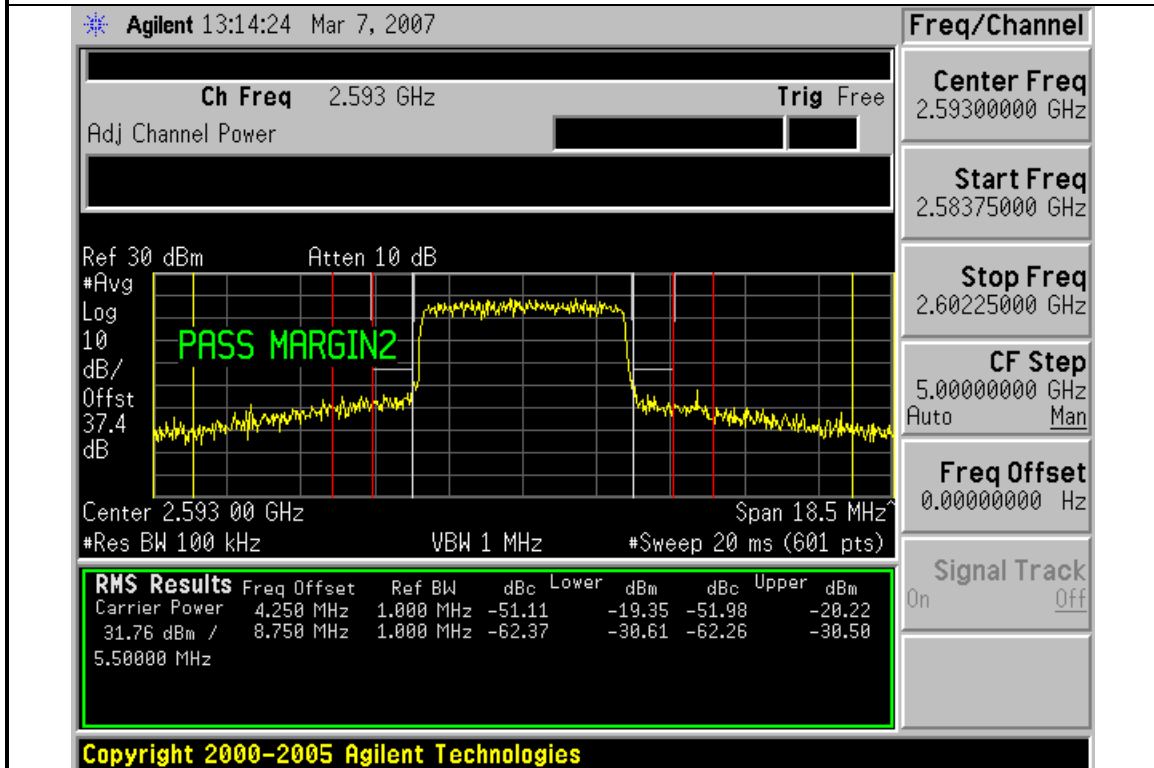 Agilent 13:14:24 Mar 7, 2007
Freq/Channel
Ch Freq 2.593 GHz Trig Free
Adj Channel Power
Center Freq
2.59300000 GHz
Start Freq
2.58375000 GHz
Stop Freq
2.60225000 GHz
CF Step
5.00000000 GHz
Auto Man
Freq Offset
0.00000000 Hz
Signal Track
On Off
Ref 30 dBm Atten 10 dB
#Avg
Log
10
dB/
Offst
37.4
dB
PASS MARGIN2
Center 2.593 00 GHz Span 18.5 MHz^
#Res BW 100 kHz VBW 1 MHz #Sweep 20 ms (601 pts)
RMS Results Freq Offset Ref BW dBc Lower dBm dBc Upper dBm
Carrier Power 4.250 MHz 1.000 MHz -51.11 -19.35 -51.98 -20.22
31.76 dBm / 8.750 MHz 1.000 MHz -62.37 -30.61 -62.26 -30.50
5.50000 MHz
Copyright 2000-2005 Agilent Technologies